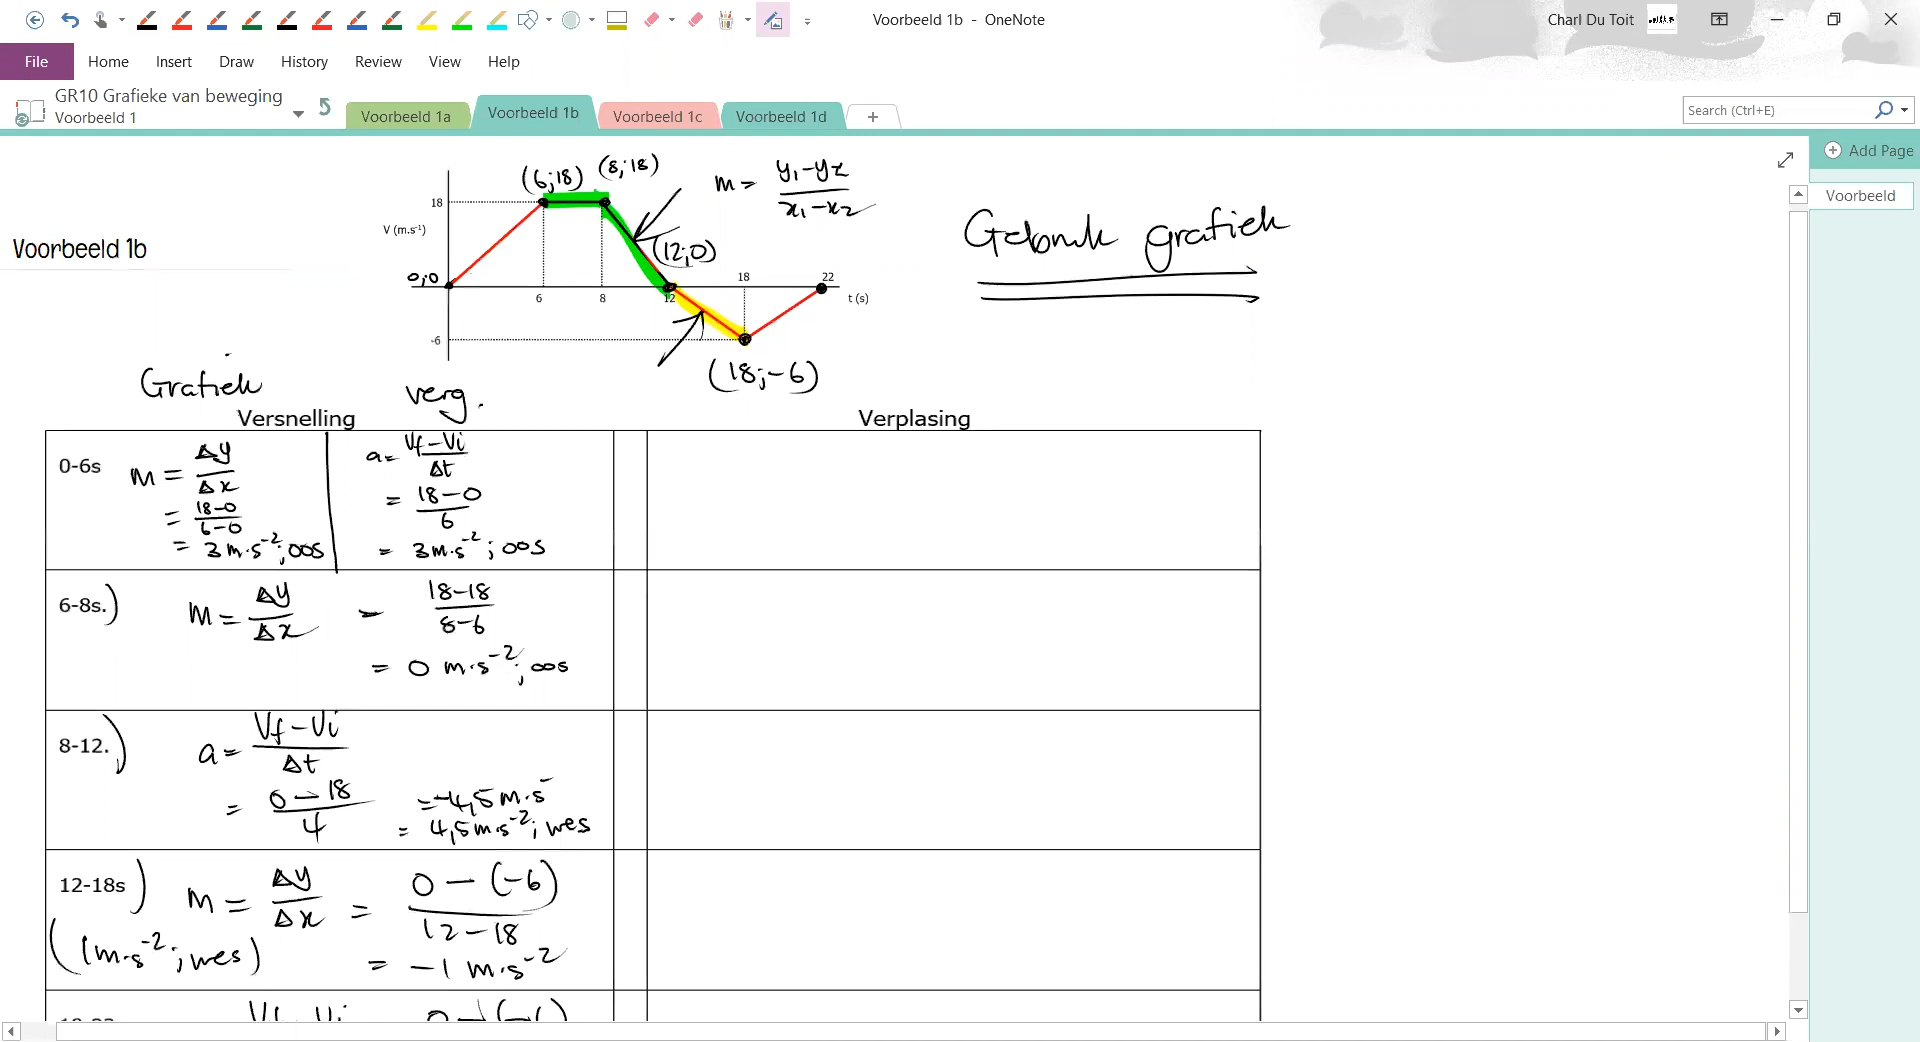 Voorbeeld 1b - OneNote
Charl Du Toit
File Home Insert Draw History Review View Help
GR10 Grafieke van beweging
Voorbeeld 1
Voorbeeld 1a
Voorbeeld 1b
Voorbeeld 1c
Voorbeeld 1d
+
Search (Ctrl+E)
Add Page
Voorbeeld
Voorbeeld 1b
(6;18) (8;18)
m = y₁-y₂
x₁-x₂
18
V (m.s⁻¹)
(12;0)
0;0
18 22
6 8 12 t (s)
-6
(18;-6)
grafiek
Grafiek verg.
Versnelling
Verplasing
0-6s
m = Δy
Δx
= 18-0
6-0
= 3 m·s⁻²; oos
a = Vf-Vi
Δt
= 18-0
6
= 3 m·s⁻²; oos
6-8s.)
m = Δy
Δx
= 18-18
8-6
= 0 m·s⁻²; oos
8-12.)
a = Vf-Vi
Δt
= 0-18
4
= -4,5 m·s⁻
= 4,5 m·s⁻²; wes
12-18s)
m = Δy
Δx
= 0-(-6)
12-18
= -1 m·s⁻²
(1 m·s⁻²; wes)